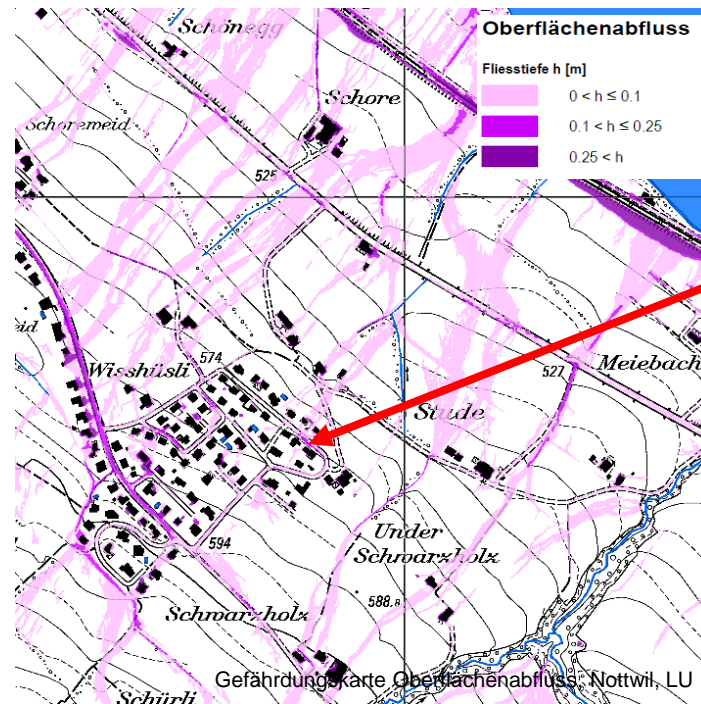 Oberflächenabfluss
Fliesstiefe h [m]
0 < h ≤ 0.1
0.1 < h ≤ 0.25
0.25 < h
Schönegg
Schore
Schoremeid
525
eid
Wisshüsli
574
527
Meiebach
Stude
594
Under
Schwarzholz
588.8
Schwarzholz
Schürli
Gefährdungskarte Oberflächenabfluss, Nottwil, LU